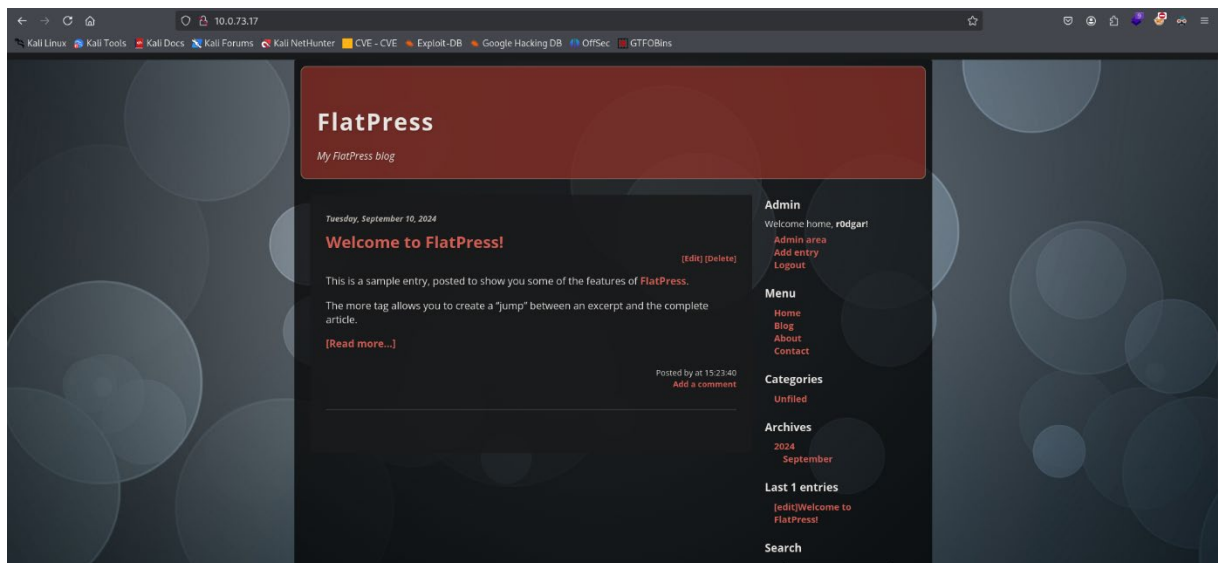 10.0.73.17
Kali Linux Kali Tools Kali Docs Kali Forums Kali NetHunter CVE - CVE Exploit-DB Google Hacking DB OffSec GTFOBins
FlatPress
My FlatPress blog
Tuesday, September 10, 2024
Welcome to FlatPress!
[Edit] [Delete]
This is a sample entry, posted to show you some of the features of FlatPress.
The more tag allows you to create a “jump” between an excerpt and the complete
article.
[Read more...]
Posted by at 15:23:40
Add a comment
Admin
Welcome home, r0dgar!
Admin area
Add entry
Logout
Menu
Home
Blog
About
Contact
Categories
Unfiled
Archives
2024
September
Last 1 entries
[edit]Welcome to
FlatPress!
Search